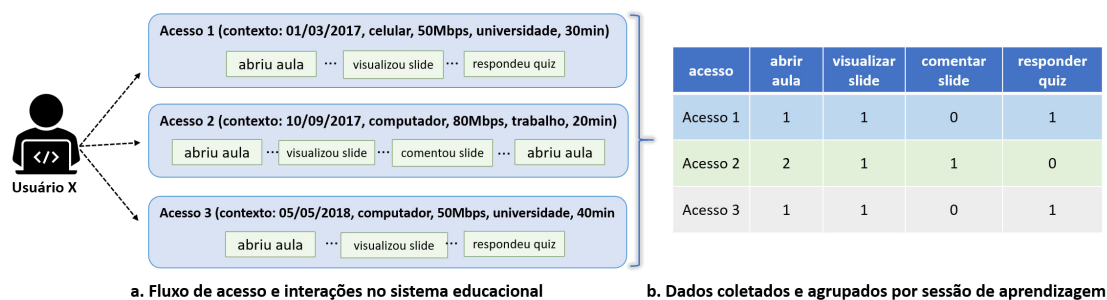 Acesso 1 (contexto: 01/03/2017, celular, 50Mbps, universidade, 30min)
abriu aula ... visualizou slide ... respondeu quiz
Acesso 2 (contexto: 10/09/2017, computador, 80Mbps, trabalho, 20min)
abriu aula ... visualizou slide ... comentou slide ... abriu aula
Usuário X
Acesso 3 (contexto: 05/05/2018, computador, 50Mbps, universidade, 40min
abriu aula ... visualizou slide ... respondeu quiz
a. Fluxo de acesso e interações no sistema educacional
acesso abrir aula visualizar slide comentar slide responder quiz
Acesso 1 1 1 0 1
Acesso 2 2 1 1 0
Acesso 3 1 1 0 1
b. Dados coletados e agrupados por sessão de aprendizagem